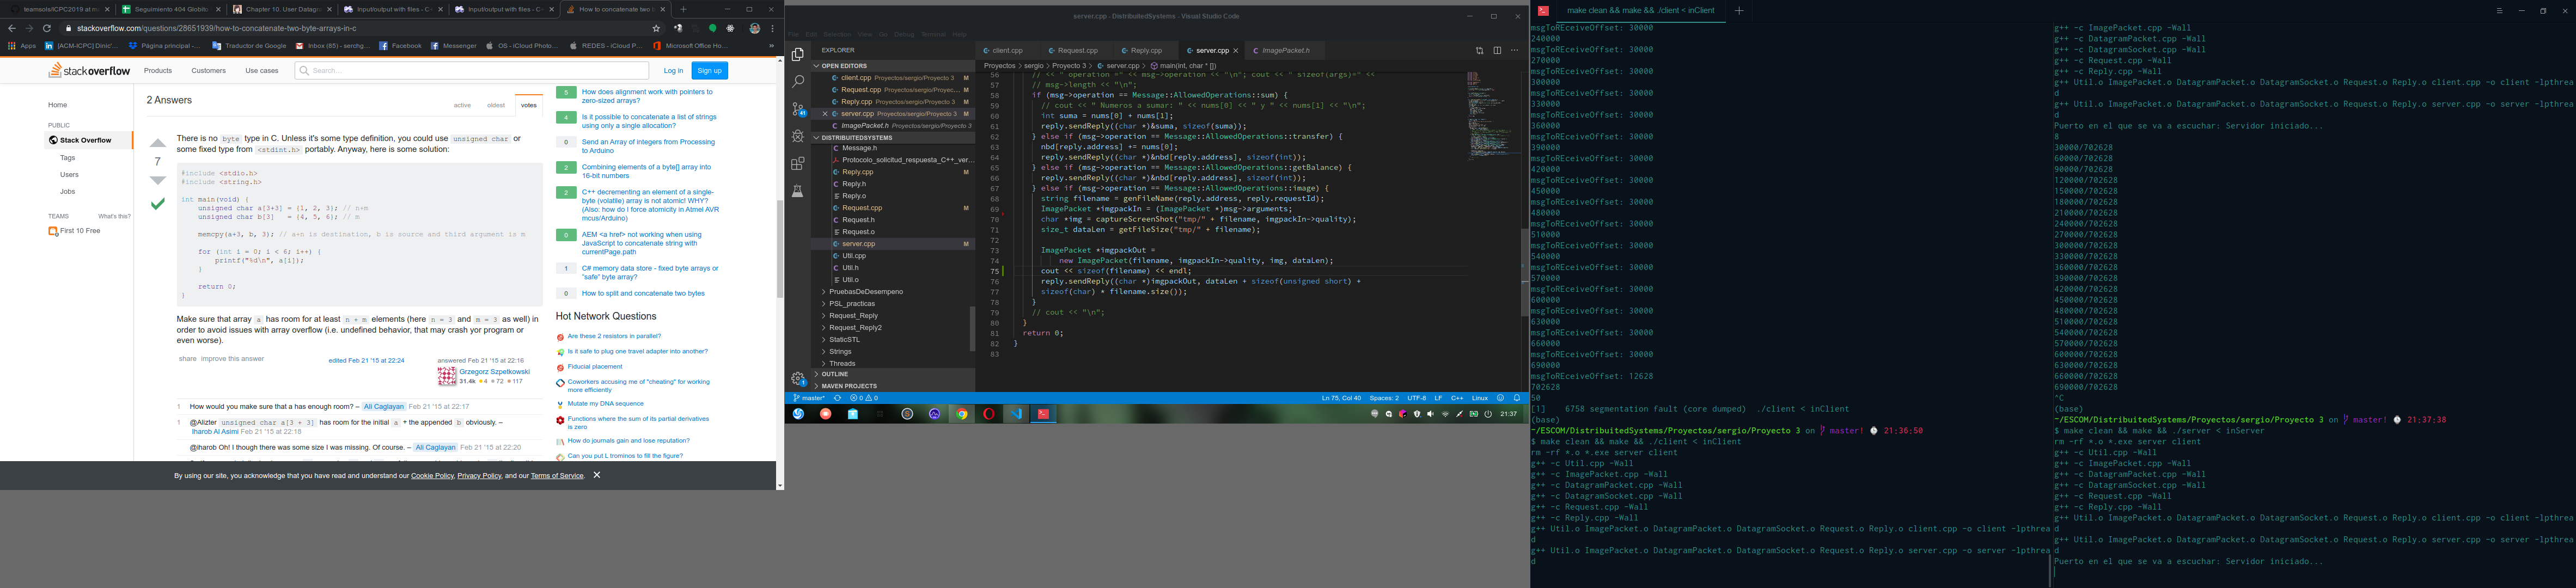 teamsols/ICPC2019 at m
Seguimiento 404 Globito
Chapter 10. User Datagr
Input/output with files - C+
Input/output with files - C+
How to concatenate two b
stackoverflow.com/questions/28651939/how-to-concatenate-two-byte-arrays-in-c
Apps
[ACM-ICPC] Dinic'...
Página principal -...
Traductor de Google
Inbox (85) - serchg...
Facebook
Messenger
OS - iCloud Photo...
REDES - iCloud P...
Microsoft Office Ho...
stackoverflow
Products
Customers
Use cases
Search...
Log in
Sign up
Home
PUBLIC
Stack Overflow
Tags
Users
Jobs
TEAMS What's this?
First 10 Free
2 Answers
active oldest votes
There is no byte type in C. Unless it's some type definition, you could use unsigned char or
some fixed type from <stdint.h> portably. Anyway, here is some solution:
7
#include <stdio.h>
#include <string.h>
int main(void) {
unsigned char a[3+3] = {1, 2, 3}; // n+m
unsigned char b[3] = {4, 5, 6}; // m
memcpy(a+3, b, 3); // a+n is destination, b is source and third argument is m
for (int i = 0; i < 6; i++) {
printf("%d\n", a[i]);
}
return 0;
}
Make sure that array a has room for at least n + m elements (here n = 3 and m = 3 as well) in
order to avoid issues with array overflow (i.e. undefined behavior, that may crash yor program or
even worse).
share improve this answer
edited Feb 21 '15 at 22:24
answered Feb 21 '15 at 22:16
Grzegorz Szpetkowski
31.4k 4 72 117
1 How would you make sure that a has enough room? – Ali Caglayan Feb 21 '15 at 22:17
1 @Alizter unsigned char a[3 + 3] has room for the initial a + the appended b obviously. –
Iharob Al Asimi Feb 21 '15 at 22:18
@Iharob Oh! I though there was some size I was missing. Of course. – Ali Caglayan Feb 21 '15 at 22:20
5 How does alignment work with pointers to
zero-sized arrays?
4 Is it possible to concatenate a list of strings
using only a single allocation?
0 Send an Array of integers from Processing
to Arduino
2 Combining elements of a byte[] array into
16-bit numbers
2 C++ decrementing an element of a single-
byte (volatile) array is not atomic! WHY?
(Also: how do I force atomicity in Atmel AVR
mcus/Arduino)
0 AEM <a href> not working when using
JavaScript to concatenate string with
currentPage.path
1 C# memory data store - fixed byte arrays or
"safe" byte array?
0 How to split and concatenate two bytes
Hot Network Questions
Are these 2 resistors in parallel?
Is it safe to plug one travel adapter into another?
Fiducial placement
Coworkers accusing me of "cheating" for working
more efficiently
Mutate my DNA sequence
Functions where the sum of its partial derivatives
is zero
How do journals gain and lose reputation?
Can you put L trominos to fill the figure?
By using our site, you acknowledge that you have read and understand our Cookie Policy, Privacy Policy, and our Terms of Service.
server.cpp - DistribuitedSystems - Visual Studio Code
File Edit Selection View Go Debug Terminal Help
EXPLORER
OPEN EDITORS
client.cpp Proyectos/sergio/Proyecto 3 M
Request.cpp Proyectos/sergio/Proyec... M
Reply.cpp Proyectos/sergio/Proyecto 3 M
server.cpp Proyectos/sergio/Proyecto 3 M
ImagePacket.h Proyectos/sergio/Proyecto 3
DISTRIBUITEDSYSTEMS
Message.h
Protocolo_solicitud_respuesta_C++_ver...
Reply.cpp M
Reply.h
Reply.o
Request.cpp M
Request.h
Request.o
server.cpp M
Util.cpp
Util.h
Util.o
PruebasDeDesempeno
PSL_practicas
Request_Reply
Request_Reply2
StaticSTL
Strings
Threads
OUTLINE
MAVEN PROJECTS
client.cpp Request.cpp Reply.cpp server.cpp ImagePacket.h
Proyectos > sergio > Proyecto 3 > server.cpp > main(int, char * [])
56 // << " operation =" << msg->operation << "\n"; cout << " sizeof(args)=" <<
57 // msg->length << "\n";
58 if (msg->operation == Message::AllowedOperations::sum) {
59 // cout << " Numeros a sumar: " << nums[0] << " y " << nums[1] << "\n";
60 int suma = nums[0] + nums[1];
61 reply.sendReply((char *)&suma, sizeof(suma));
62 } else if (msg->operation == Message::AllowedOperations::transfer) {
63 nbd[reply.address] += nums[0];
64 reply.sendReply((char *)&nbd[reply.address], sizeof(int));
65 } else if (msg->operation == Message::AllowedOperations::getBalance) {
66 reply.sendReply((char *)&nbd[reply.address], sizeof(int));
67 } else if (msg->operation == Message::AllowedOperations::image) {
68 string filename = genFileName(reply.address, reply.requestId);
69 ImagePacket *imgpackIn = (ImagePacket *)msg->arguments;
70 char *img = captureScreenShot("tmp/" + filename, imgpackIn->quality);
71 size_t dataLen = getFileSize("tmp/" + filename);
72
73 ImagePacket *imgpackOut =
74 new ImagePacket(filename, imgpackIn->quality, img, dataLen);
75 cout << sizeof(filename) << endl;
76 reply.sendReply((char *)imgpackOut, dataLen + sizeof(unsigned short) +
77 sizeof(char) * filename.size());
78 }
79 // cout << "\n";
80 }
81 return 0;
82 }
83
master* 0 0
Ln 75, Col 40 Spaces: 2 UTF-8 LF C++ Linux
21:37
make clean && make && ./client < inClient
msgToREceiveOffset: 30000
240000
msgToREceiveOffset: 30000
270000
msgToREceiveOffset: 30000
300000
msgToREceiveOffset: 30000
330000
msgToREceiveOffset: 30000
360000
msgToREceiveOffset: 30000
390000
msgToREceiveOffset: 30000
420000
msgToREceiveOffset: 30000
450000
msgToREceiveOffset: 30000
480000
msgToREceiveOffset: 30000
510000
msgToREceiveOffset: 30000
540000
msgToREceiveOffset: 30000
570000
msgToREceiveOffset: 30000
600000
msgToREceiveOffset: 30000
630000
msgToREceiveOffset: 30000
660000
msgToREceiveOffset: 30000
690000
msgToREceiveOffset: 12628
702628
50
[1] 6758 segmentation fault (core dumped) ./client < inClient
(base)
~/ESCOM/DistribuitedSystems/Proyectos/sergio/Proyecto 3 on master! 21:36:50
$ make clean && make && ./client < inClient
rm -rf *.o *.exe server client
g++ -c Util.cpp -Wall
g++ -c ImagePacket.cpp -Wall
g++ -c DatagramPacket.cpp -Wall
g++ -c DatagramSocket.cpp -Wall
g++ -c Request.cpp -Wall
g++ -c Reply.cpp -Wall
g++ Util.o ImagePacket.o DatagramPacket.o DatagramSocket.o Request.o Reply.o client.cpp -o client -lpthrea
d
g++ Util.o ImagePacket.o DatagramPacket.o DatagramSocket.o Request.o Reply.o server.cpp -o server -lpthrea
d
g++ -c ImagePacket.cpp -Wall
g++ -c DatagramPacket.cpp -Wall
g++ -c DatagramSocket.cpp -Wall
g++ -c Request.cpp -Wall
g++ -c Reply.cpp -Wall
g++ Util.o ImagePacket.o DatagramPacket.o DatagramSocket.o Request.o Reply.o client.cpp -o client -lpthrea
d
g++ Util.o ImagePacket.o DatagramPacket.o DatagramSocket.o Request.o Reply.o server.cpp -o server -lpthrea
d
Puerto en el que se va a escuchar: Servidor iniciado...
8
30000/702628
60000/702628
90000/702628
120000/702628
150000/702628
180000/702628
210000/702628
240000/702628
270000/702628
300000/702628
330000/702628
360000/702628
390000/702628
420000/702628
450000/702628
480000/702628
510000/702628
540000/702628
570000/702628
600000/702628
630000/702628
660000/702628
690000/702628
^C
(base)
~/ESCOM/DistribuitedSystems/Proyectos/sergio/Proyecto 3 on master! 21:37:38
$ make clean && make && ./server < inServer
rm -rf *.o *.exe server client
g++ -c Util.cpp -Wall
g++ -c ImagePacket.cpp -Wall
g++ -c DatagramPacket.cpp -Wall
g++ -c DatagramSocket.cpp -Wall
g++ -c Request.cpp -Wall
g++ -c Reply.cpp -Wall
g++ Util.o ImagePacket.o DatagramPacket.o DatagramSocket.o Request.o Reply.o client.cpp -o client -lpthrea
d
g++ Util.o ImagePacket.o DatagramPacket.o DatagramSocket.o Request.o Reply.o server.cpp -o server -lpthrea
d
Puerto en el que se va a escuchar: Servidor iniciado...